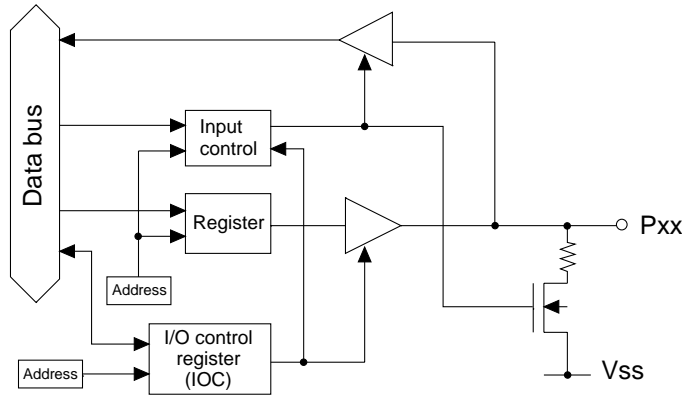 Data bus
Input
control
Register
Pxx
Address
I/O control
register
(IOC)
Address
Vss